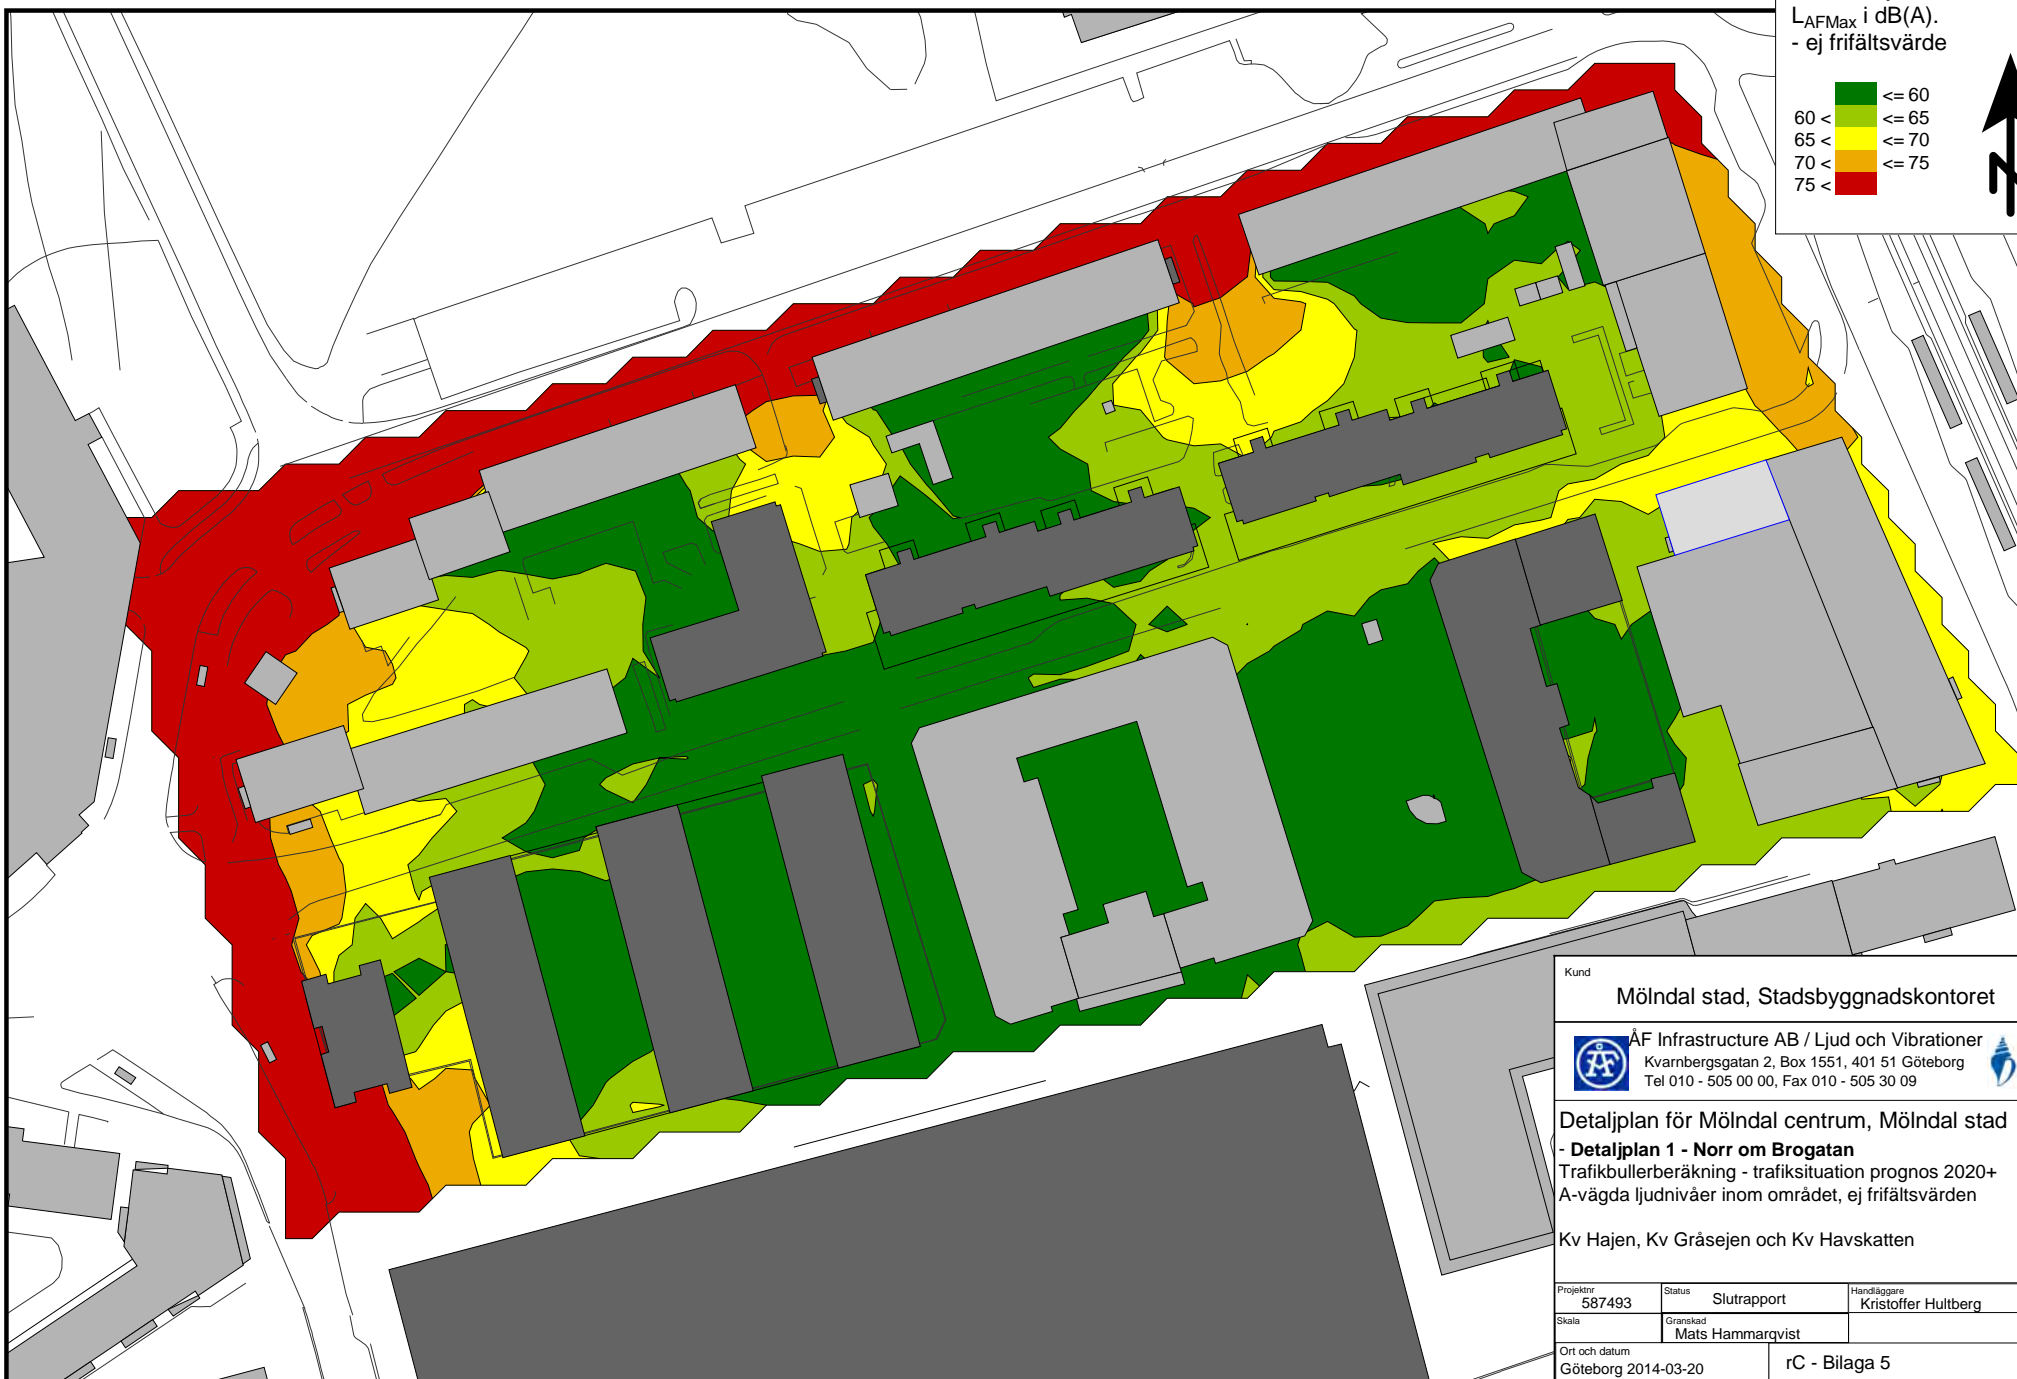 LAFMax i dB(A).
- ej frifältsvärde
<= 60
60 < <= 65
65 < <= 70
70 < <= 75
75 <
N
Kund
Mölndal stad, Stadsbyggnadskontoret
ÅF
ÅF Infrastructure AB / Ljud och Vibrationer
Kvarnbergsgatan 2, Box 1551, 401 51 Göteborg
Tel 010 - 505 00 00, Fax 010 - 505 30 09
Detaljplan för Mölndal centrum, Mölndal stad
- Detaljplan 1 - Norr om Brogatan
Trafikbullerberäkning - trafiksituation prognos 2020+
A-vägda ljudnivåer inom området, ej frifältsvärden
Kv Hajen, Kv Gråsejen och Kv Havskatten
Projektnr
587493
Status
Slutrapport
Handläggare
Kristoffer Hultberg
Skala
Granskad
Mats Hammarqvist
Ort och datum
Göteborg 2014-03-20
rC - Bilaga 5